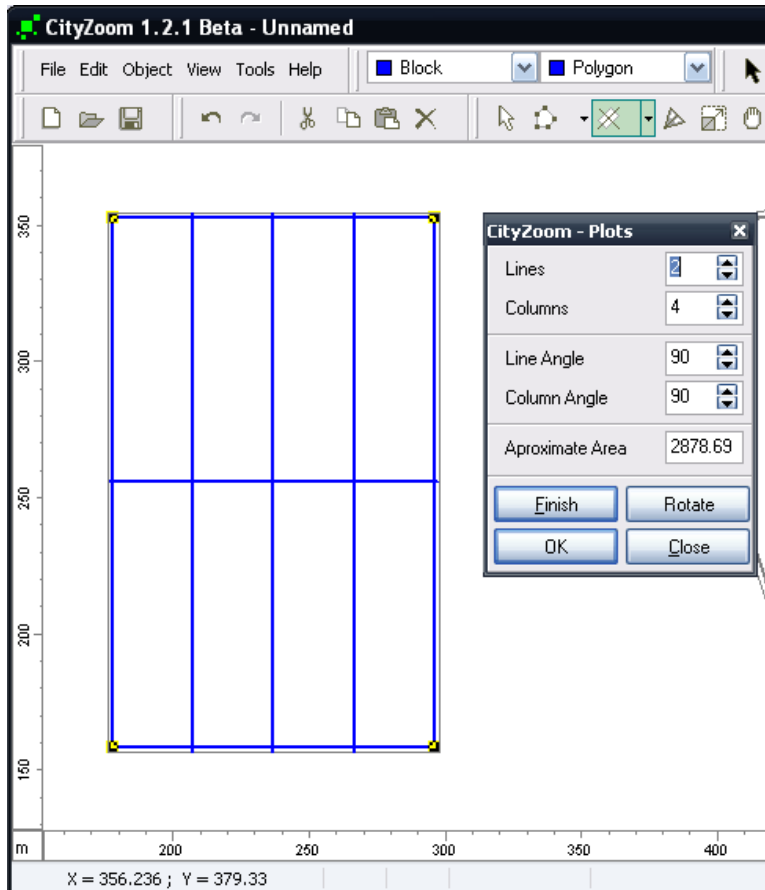 CityZoom 1.2.1 Beta - Unnamed
File Edit Object View Tools Help
Block
Polygon
350
300
250
200
150
CityZoom - Plots
Lines 2
Columns 4
Line Angle 90
Column Angle 90
Aproximate Area 2878.69
Finish Rotate
OK Close
m 200 250 300 350 400
X = 356.236 ; Y = 379.33